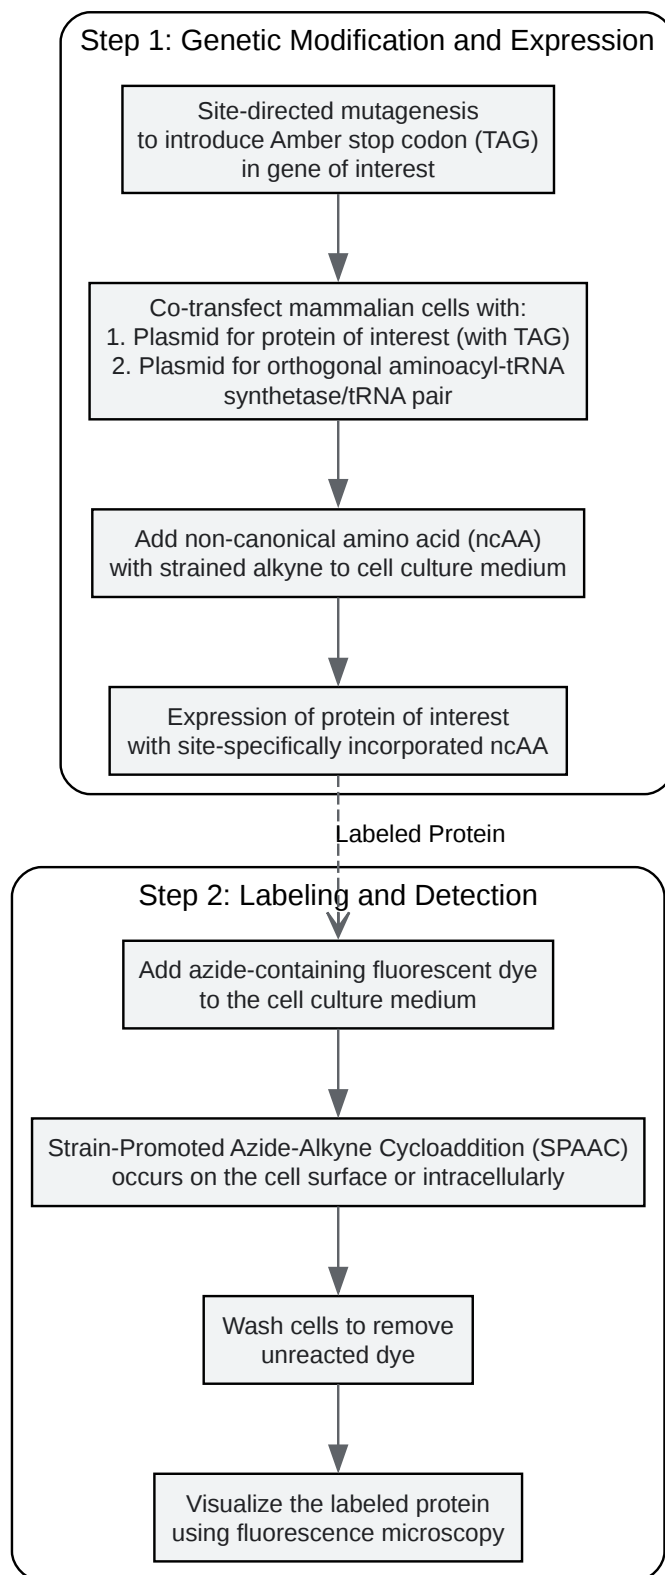 Step 1: Genetic Modification and Expression
Site-directed mutagenesis
to introduce Amber stop codon (TAG)
in gene of interest
Co-transfect mammalian cells with:
1. Plasmid for protein of interest (with TAG)
2. Plasmid for orthogonal aminoacyl-tRNA
synthetase/tRNA pair
Add non-canonical amino acid (ncAA)
with strained alkyne to cell culture medium
Expression of protein of interest
with site-specifically incorporated ncAA
Labeled Protein
Step 2: Labeling and Detection
Add azide-containing fluorescent dye
to the cell culture medium
Strain-Promoted Azide-Alkyne Cycloaddition (SPAAC)
occurs on the cell surface or intracellularly
Wash cells to remove
unreacted dye
Visualize the labeled protein
using fluorescence microscopy